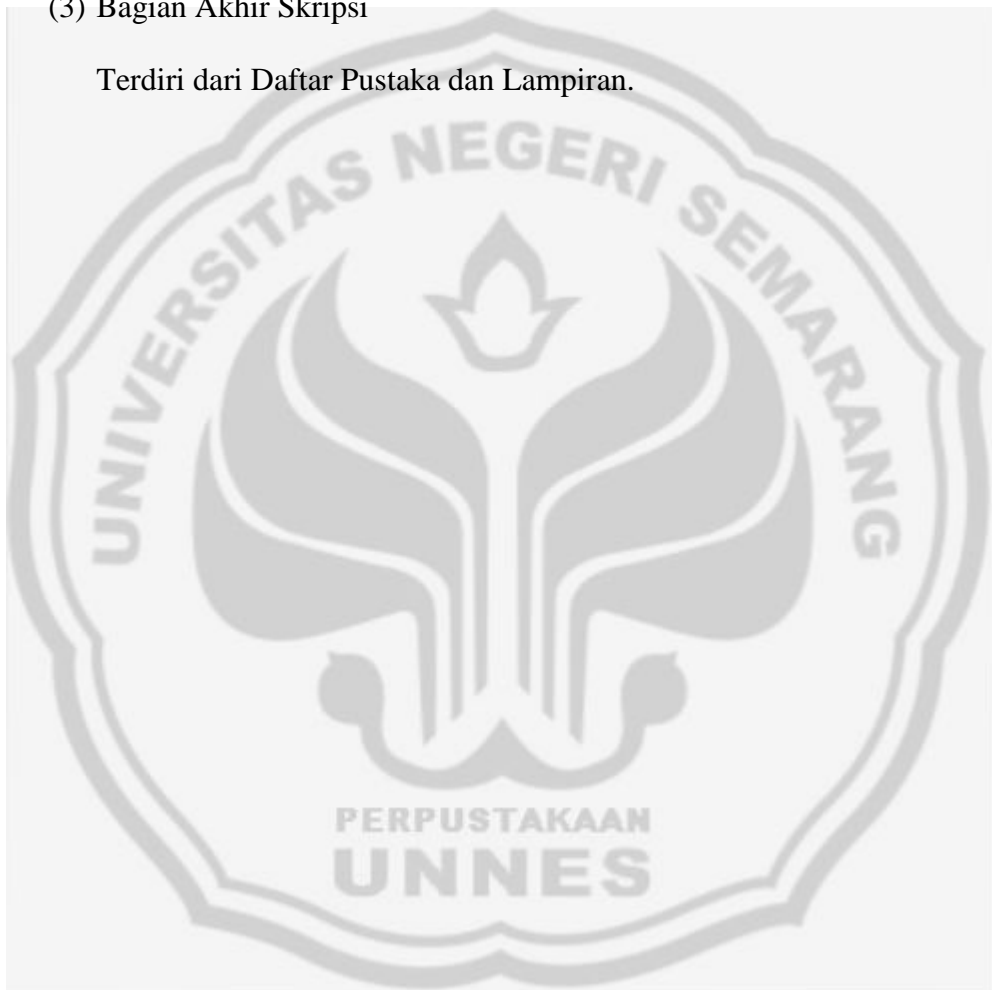 (3) Bagian Akhir Skripsi
Terdiri dari Daftar Pustaka dan Lampiran.
UNIVERSITAS NEGERI SEMARANG
PERPUSTAKAAN
UNNES